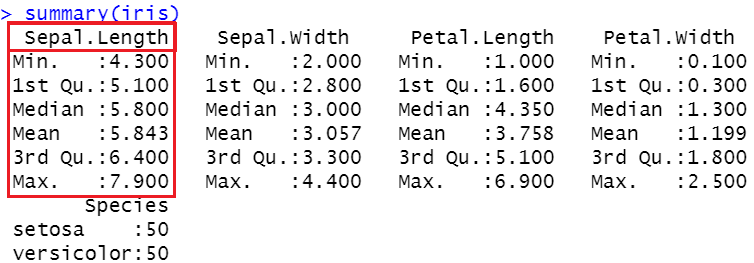 > summary(iris)
  Sepal.Length    Sepal.Width     Petal.Length    Petal.Width
 Min.   :4.300   Min.   :2.000   Min.   :1.000   Min.   :0.100
 1st Qu.:5.100   1st Qu.:2.800   1st Qu.:1.600   1st Qu.:0.300
 Median :5.800   Median :3.000   Median :4.350   Median :1.300
 Mean   :5.843   Mean   :3.057   Mean   :3.758   Mean   :1.199
 3rd Qu.:6.400   3rd Qu.:3.300   3rd Qu.:5.100   3rd Qu.:1.800
 Max.   :7.900   Max.   :4.400   Max.   :6.900   Max.   :2.500
       Species
 setosa    :50
 versicolor:50